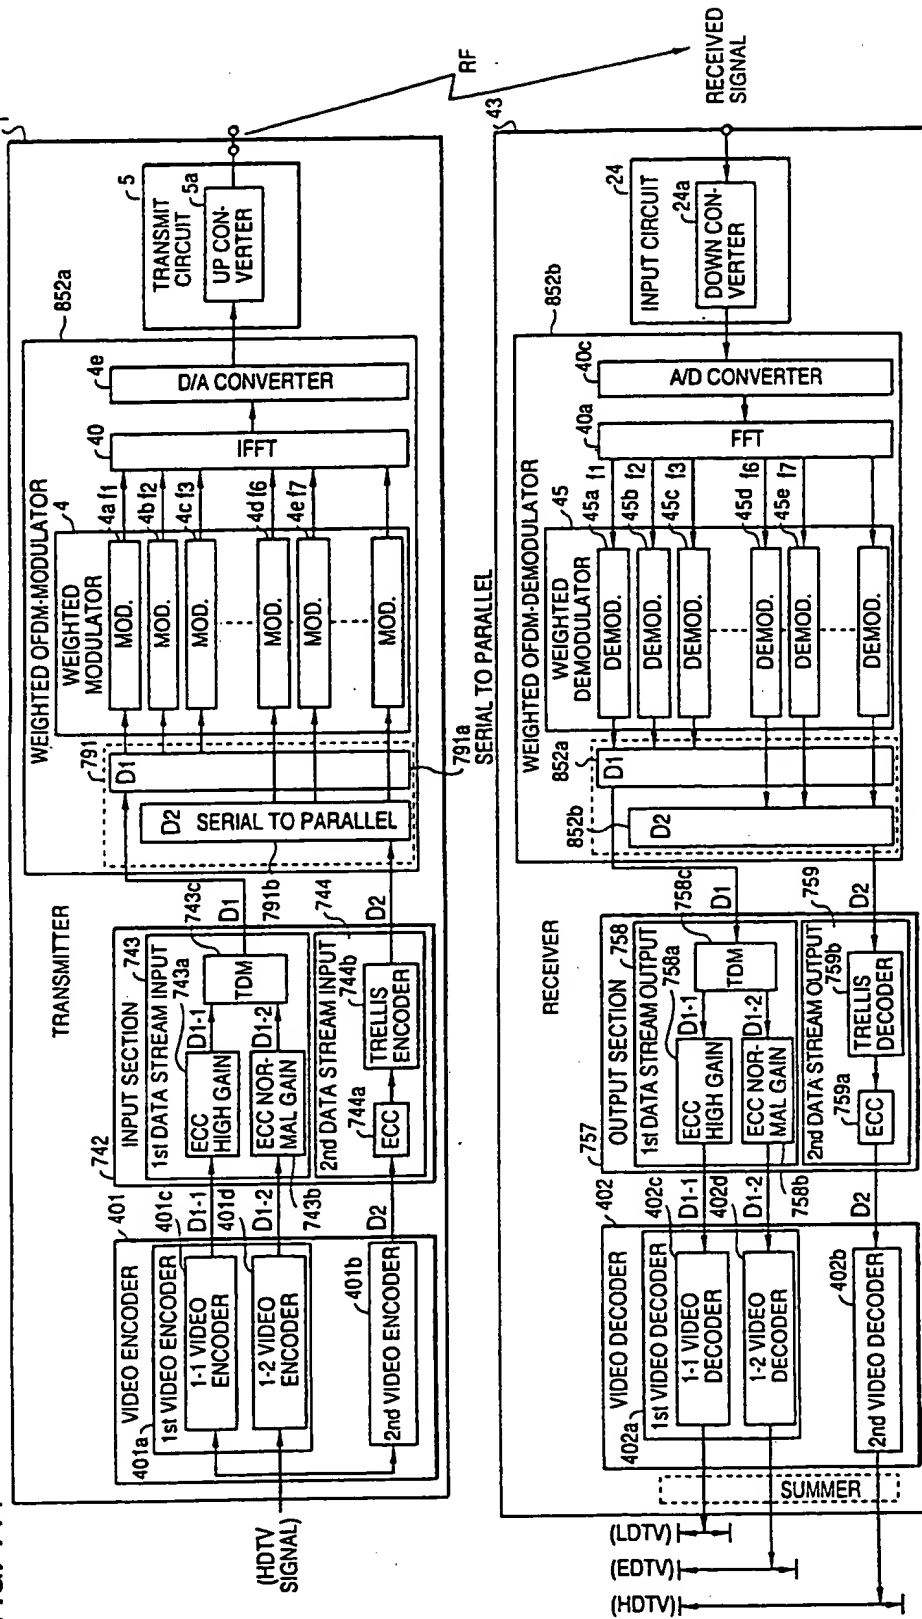 TRANSMITTER
1
VIDEO ENCODER
401
401a
1st VIDEO ENCODER
401c
1-1 VIDEO
ENCODER
401d
1-2 VIDEO
ENCODER
401b
2nd VIDEO ENCODER
(HDTV
SIGNAL)
D1-1
D1-2
D2
742
INPUT SECTION
743
1st DATA STREAM INPUT
743a
ECC
HIGH GAIN
ECC NOR-
MAL GAIN
743b
D1-1
D1-2
743c
TDM
D1
744
2nd DATA STREAM INPUT
744a
ECC
744b
TRELLIS
ENCODER
D2
WEIGHTED OFDM-MODULATOR
852a
791
D1
791a
SERIAL TO PARALLEL
D2 SERIAL TO PARALLEL
791b
WEIGHTED
MODULATOR
4
MOD.
4a f1
MOD.
4b f2
MOD.
4c f3
MOD.
4d f6
MOD.
4e f7
MOD.
40
IFFT
4e
D/A CONVERTER
TRANSMIT
CIRCUIT
5
5a
UP CON-
VERTER
RF
RECEIVER
43
RECEIVED
SIGNAL
INPUT CIRCUIT
24
24a
DOWN CON-
VERTER
WEIGHTED OFDM-DEMODULATOR
852b
40c
A/D CONVERTER
40a
FFT
WEIGHTED
DEMODULATOR
45
DEMOD.
45a f1
DEMOD.
45b f2
DEMOD.
45c f3
DEMOD.
45d f6
DEMOD.
45e f7
DEMOD.
852a
D1
852b
D2
757
OUTPUT SECTION
758
1st DATA STREAM OUTPUT
758a
ECC
HIGH GAIN
ECC NOR-
MAL GAIN
758b
D1-1
D1-2
758c
TDM
D1
759
2nd DATA STREAM OUTPUT
759a
ECC
759b
TRELLIS
DECODER
D2
VIDEO DECODER
402
402a
1st VIDEO DECODER
402c
1-1 VIDEO
DECODER
402d
1-2 VIDEO
DECODER
402b
2nd VIDEO DECODER
D1-1
D1-2
D2
SUMMER
(LDTV)
(EDTV)
(HDTV)